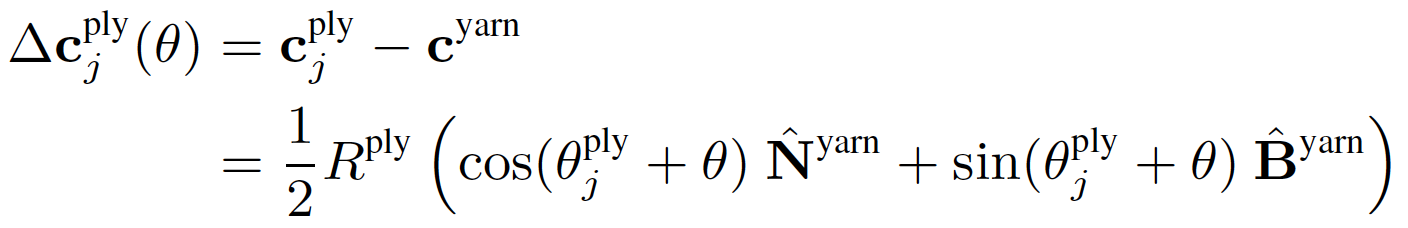 Δc_j^ply(θ) = c_j^ply − c^yarn
= 1/2 R^ply (cos(θ_j^ply + θ) N̂^yarn + sin(θ_j^ply + θ) B̂^yarn)